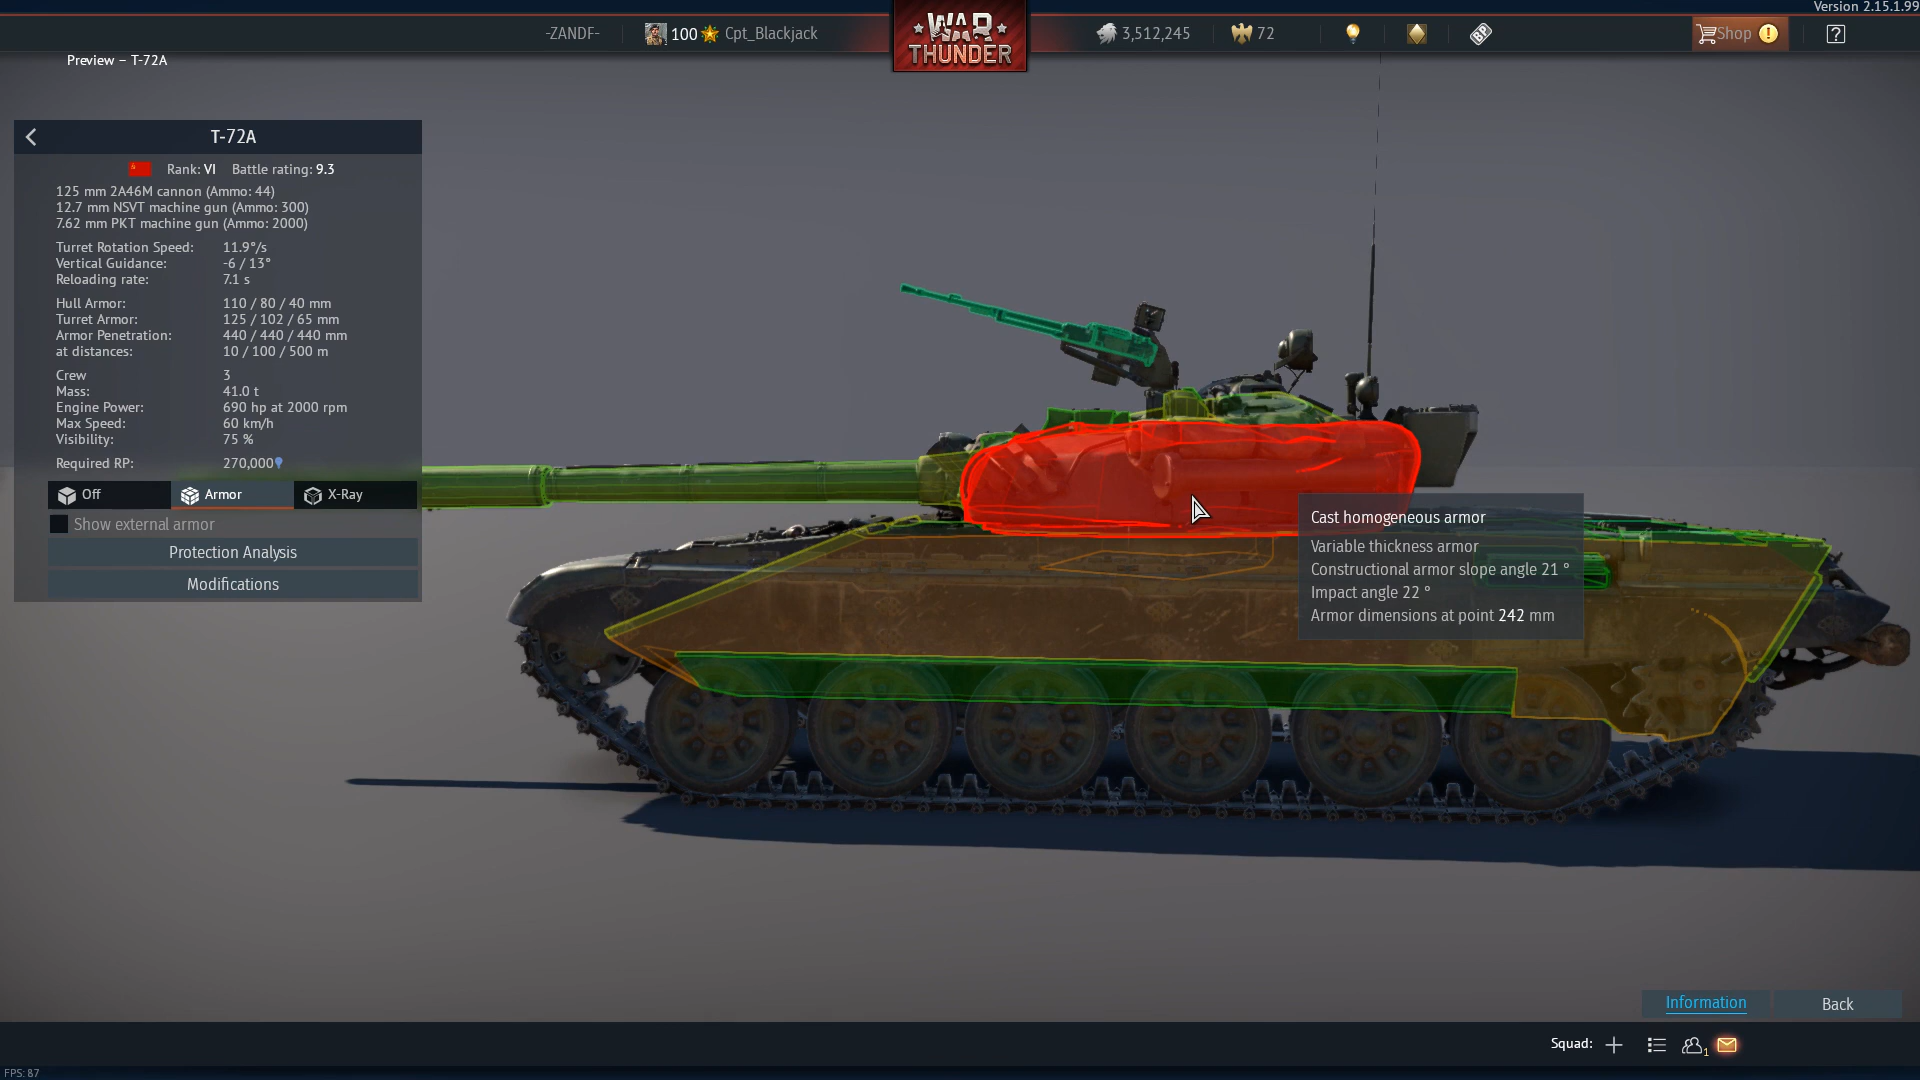 Version 2.15.1.99
-ZANDF-
100 Cpt_Blackjack
WAR THUNDER
3,512,245
72
BP
Shop
?
Preview – T-72A
T-72A
Rank: VI Battle rating: 9.3
125 mm 2A46M cannon (Ammo: 44)
12.7 mm NSVT machine gun (Ammo: 300)
7.62 mm PKT machine gun (Ammo: 2000)
Turret Rotation Speed: 11.9°/s
Vertical Guidance: -6 / 13°
Reloading rate: 7.1 s
Hull Armor: 110 / 80 / 40 mm
Turret Armor: 125 / 102 / 65 mm
Armor Penetration: 440 / 440 / 440 mm
at distances: 10 / 100 / 500 m
Crew 3
Mass: 41.0 t
Engine Power: 690 hp at 2000 rpm
Max Speed: 60 km/h
Visibility: 75 %
Required RP: 270,000
Off Armor X-Ray
Show external armor
Protection Analysis
Modifications
Cast homogeneous armor
Variable thickness armor
Constructional armor slope angle 21 °
Impact angle 22 °
Armor dimensions at point 242 mm
Information Back
Squad: 1
FPS: 87